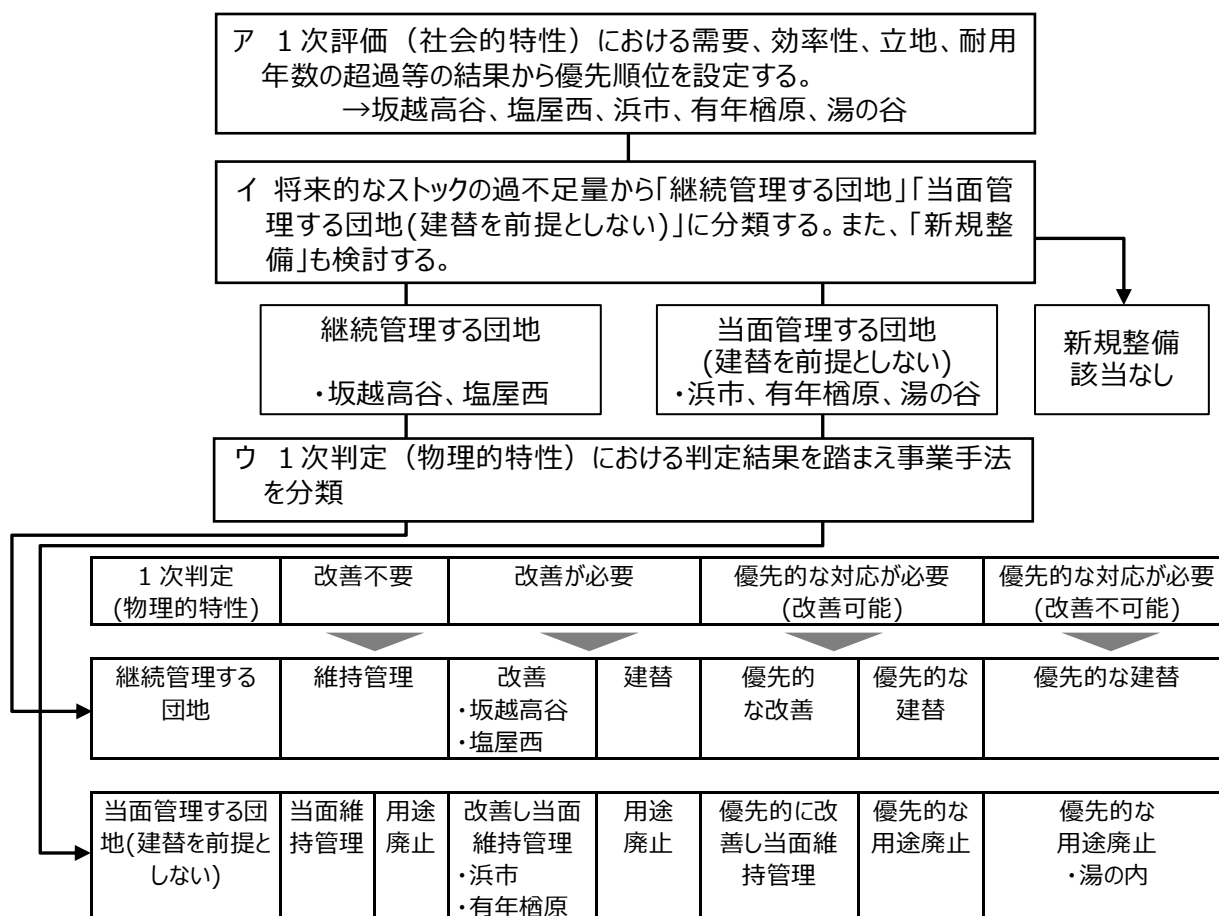 ア １次評価（社会的特性）における需要、効率性、立地、耐用
年数の超過等の結果から優先順位を設定する。
→坂越高谷、塩屋西、浜市、有年楢原、湯の谷
イ 将来的なストックの過不足量から「継続管理する団地」「当面管
理する団地(建替を前提としない)」に分類する。また、「新規整
備」も検討する。
継続管理する団地
・坂越高谷、塩屋西
当面管理する団地
(建替を前提としない)
・浜市、有年楢原、湯の谷
新規整備
該当なし
ウ １次判定（物理的特性）における判定結果を踏まえ事業手法
を分類
１次判定
(物理的特性)
改善不要
改善が必要
優先的な対応が必要
(改善可能)
優先的な対応が必要
(改善不可能)
継続管理する
団地
維持管理
改善
・坂越高谷
・塩屋西
建替
優先的
な改善
優先的な
建替
優先的な建替
当面管理する団
地(建替を前提と
しない)
当面維
持管理
用途
廃止
改善し当面
維持管理
・浜市
・有年楢原
用途
廃止
優先的に改
善し当面維
持管理
優先的な
用途廃止
優先的な
用途廃止
・湯の内